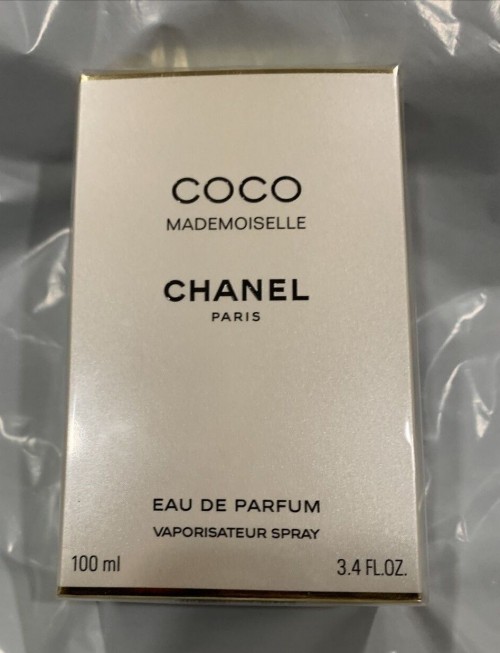 COCO
MADEMOISELLE
CHANEL
PARIS
EAU DE PARFUM
VAPORISATEUR SPRAY
100 ml 3.4 FL.OZ.